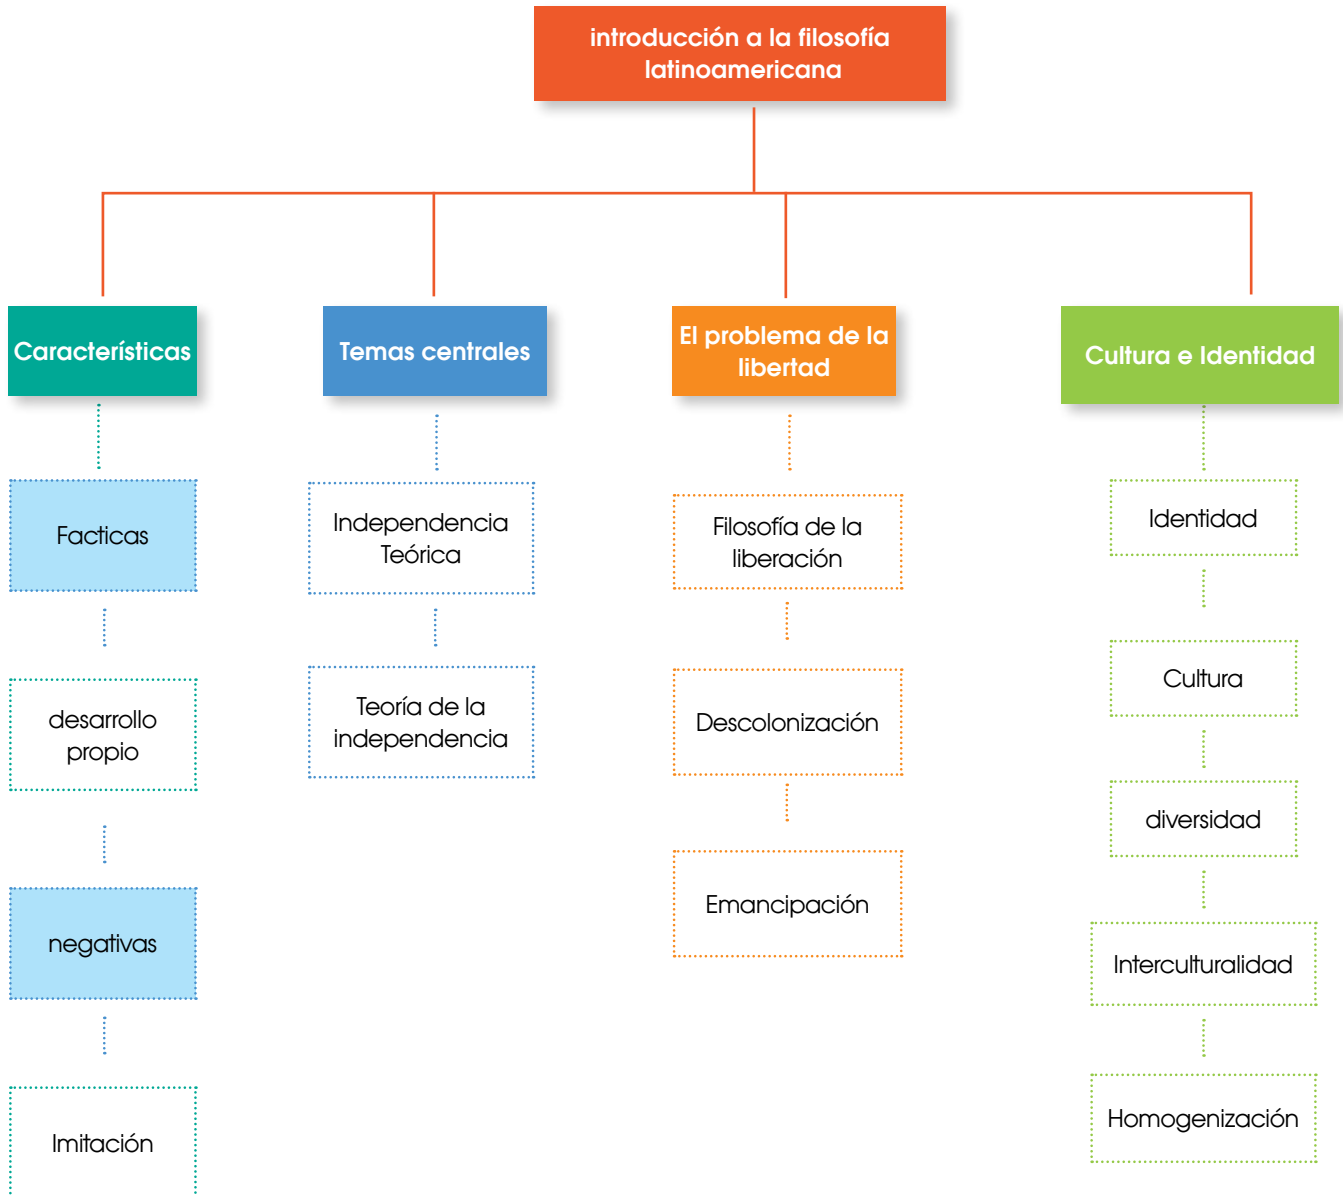 introducción a la filosofía
latinoamericana
Características
Facticas
desarrollo
propio
negativas
Imitación
Temas centrales
Independencia
Teórica
Teoría de la
independencia
El problema de la
libertad
Filosofía de la
liberación
Descolonización
Emancipación
Cultura e Identidad
Identidad
Cultura
diversidad
Interculturalidad
Homogenización